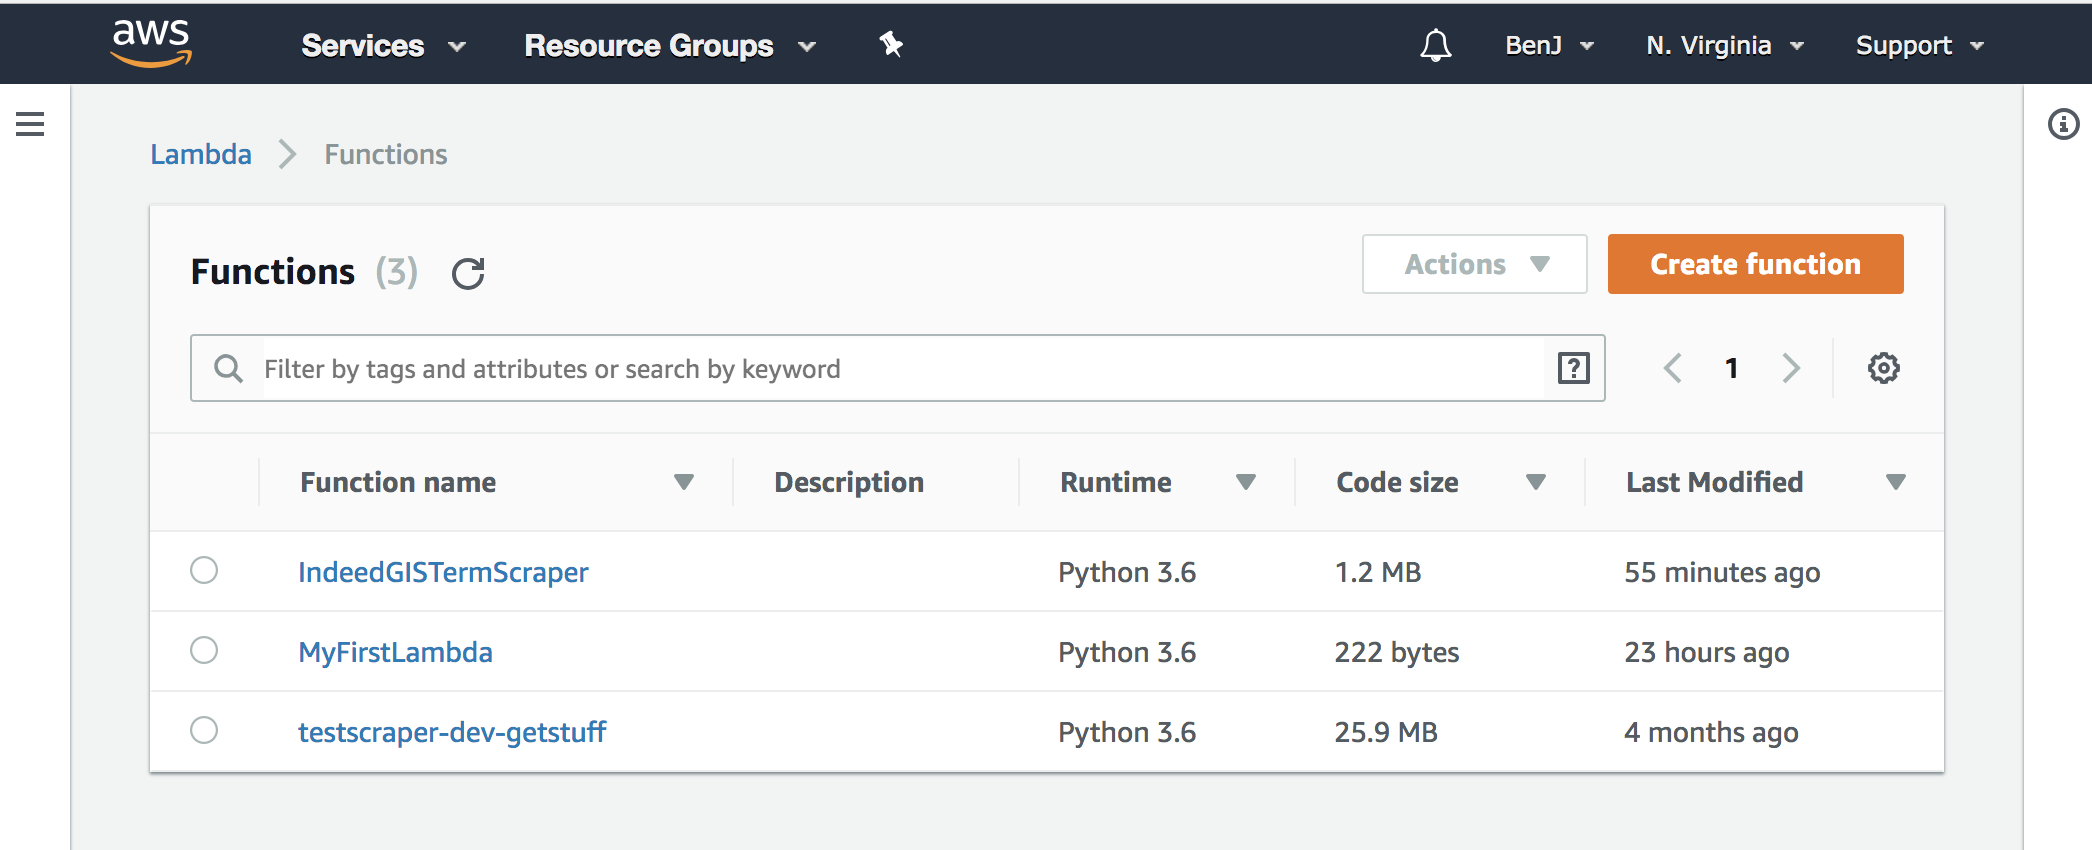 aws Services Resource Groups BenJ N. Virginia Support
Lambda Functions
Functions (3) Actions Create function
Filter by tags and attributes or search by keyword ? 1
Function name Description Runtime Code size Last Modified
IndeedGISTermScraper Python 3.6 1.2 MB 55 minutes ago
MyFirstLambda Python 3.6 222 bytes 23 hours ago
testscraper-dev-getstuff Python 3.6 25.9 MB 4 months ago